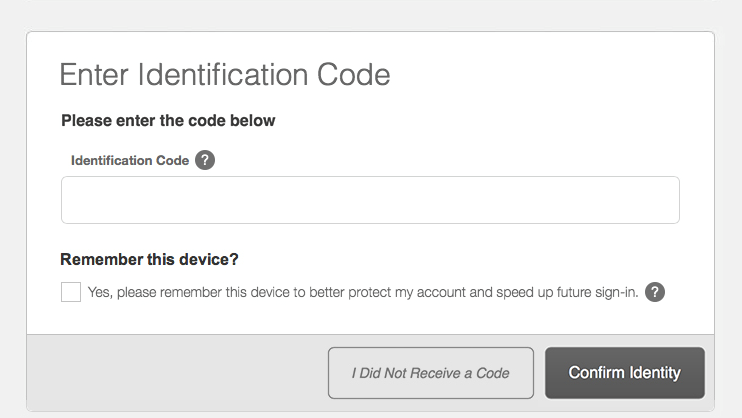 Enter Identification Code
Please enter the code below
Identification Code ?
Remember this device?
Yes, please remember this device to better protect my account and speed up future sign-in. ?
I Did Not Receive a Code
Confirm Identity